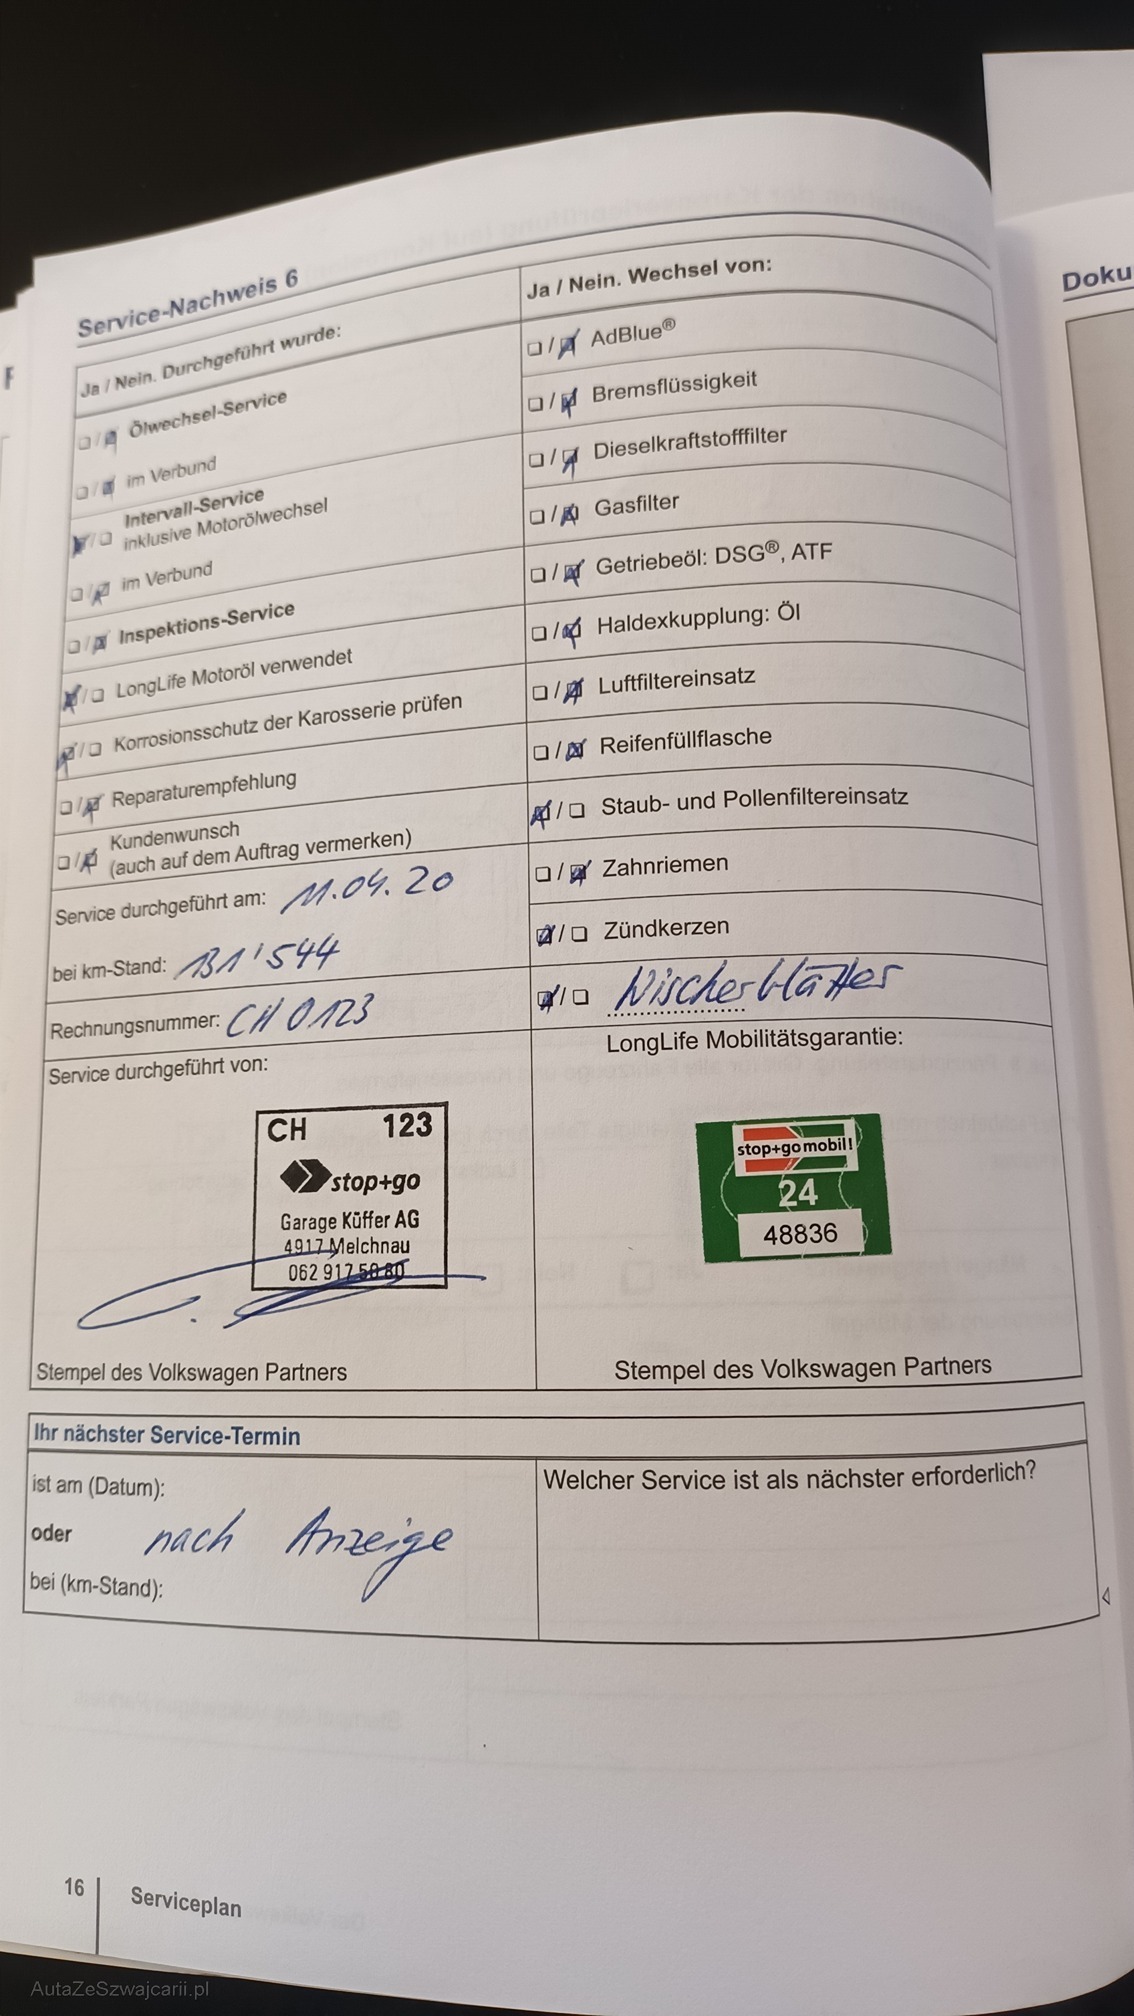 Service-Nachweis 6
Ja / Nein. Durchgeführt wurde:
Ölwechsel-Service
im Verbund
Intervall-Service
inklusive Motorölwechsel
im Verbund
Inspektions-Service
LongLife Motoröl verwendet
Korrosionsschutz der Karosserie prüfen
Reparaturempfehlung
Kundenwunsch
(auch auf dem Auftrag vermerken)
Service durchgeführt am: 11.04.20
bei km-Stand: 131'544
Rechnungsnummer: CH 0123
Service durchgeführt von:
CH 123
stop+go
Garage Küffer AG
4917 Melchnau
062 917 50 80
Stempel des Volkswagen Partners
Ja / Nein. Wechsel von:
AdBlue®
Bremsflüssigkeit
Dieselkraftstofffilter
Gasfilter
Getriebeöl: DSG®, ATF
Haldexkupplung: Öl
Luftfiltereinsatz
Reifenfüllflasche
Staub- und Pollenfiltereinsatz
Zahnriemen
Zündkerzen
Wischerblätter
LongLife Mobilitätsgarantie:
stop+go mobil!
24
48836
Stempel des Volkswagen Partners
Ihr nächster Service-Termin
ist am (Datum):
oder nach Anzeige
bei (km-Stand):
Welcher Service ist als nächster erforderlich?
16 Serviceplan
Doku
AutaZeSzwajcarii.pl